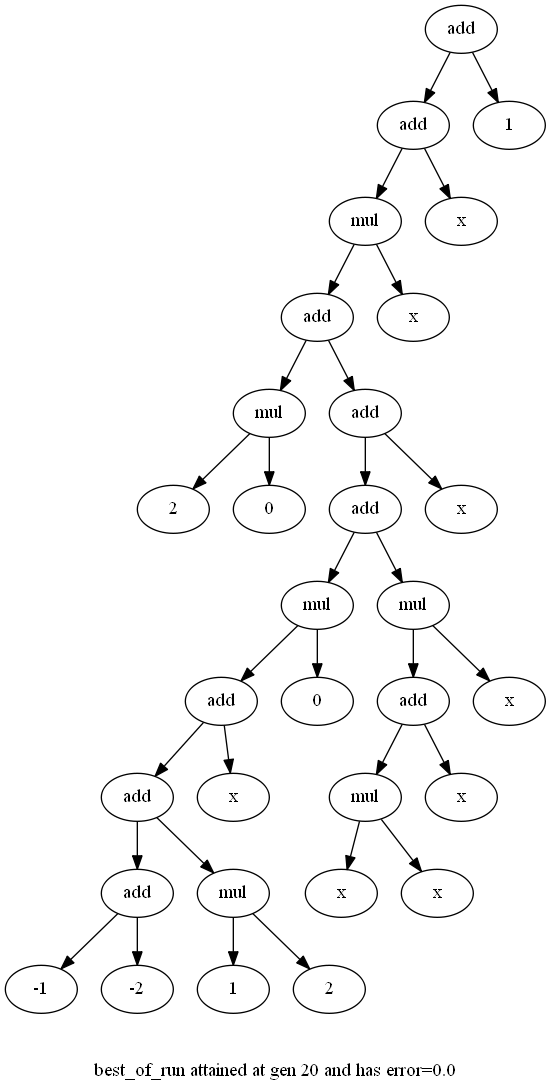 add
add 1
mul x
add x
mul add
2 0 add x
mul mul
add 0 add x
add x mul x
add mul x x
-1 -2 1 2
best_of_run attained at gen 20 and has error=0.0